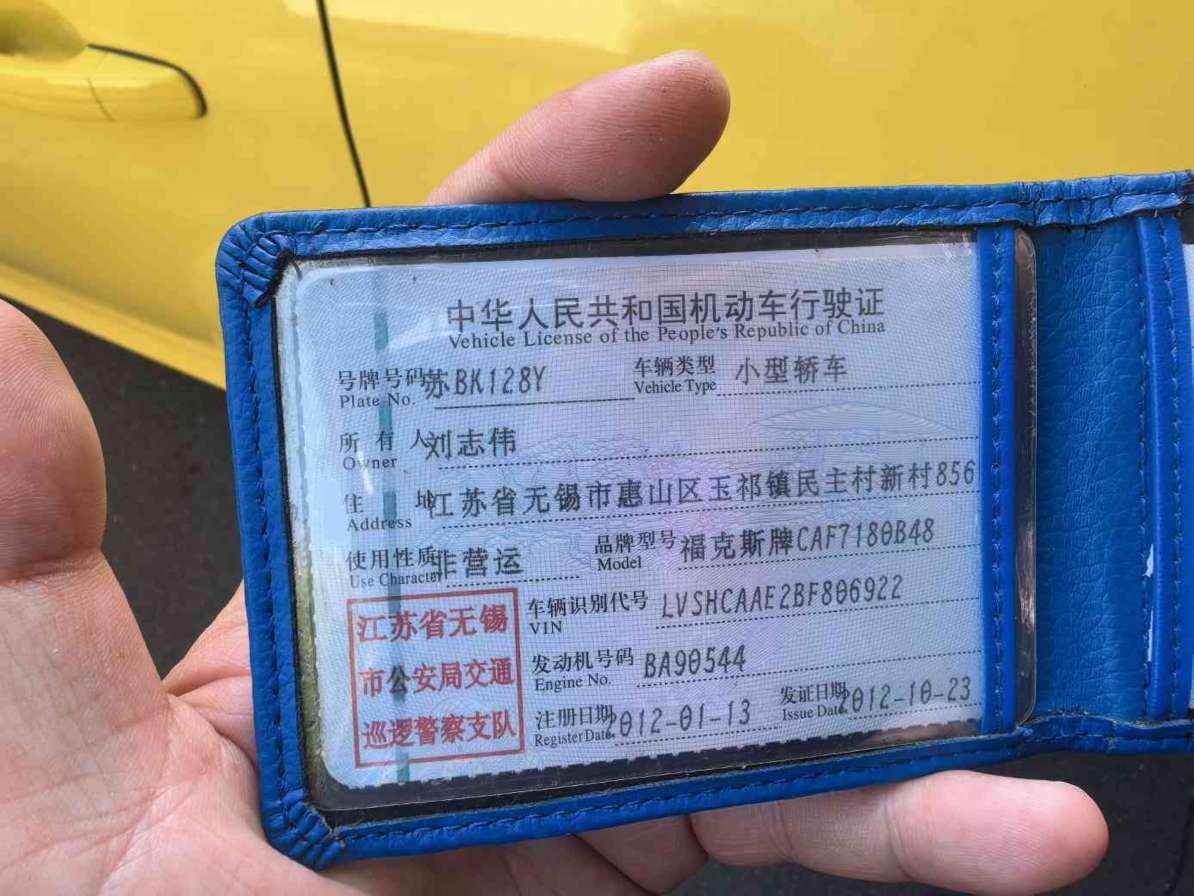 中华人民共和国机动车行驶证
Vehicle License of the People's Republic of China
号牌号码 苏BK128Y 车辆类型 小型轿车
Plate No. Vehicle Type
所有人 刘志伟
Owner
住址 江苏省无锡市惠山区玉祁镇民主村新村856
Address
使用性质 非营运 品牌型号 福克斯牌CAF7180B48
Use Character Model
江苏省无锡 车辆识别代号 LVSHCAAE2BF806922
VIN
市公安局交通 发动机号码 BA90544
Engine No.
巡逻警察支队 注册日期 2012-01-13 发证日期 2012-10-23
Register Date Issue Date